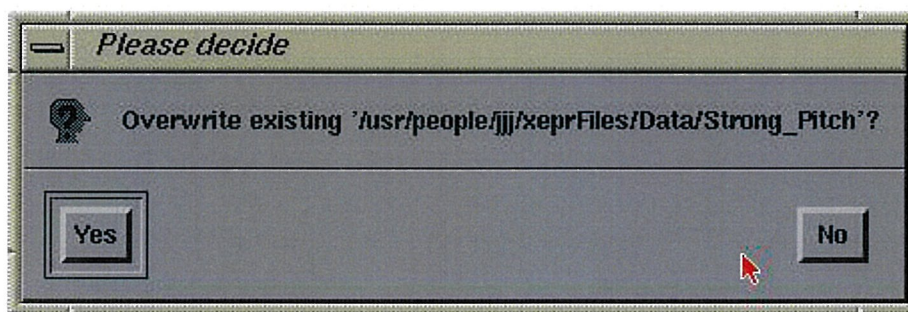 Please decide
Overwrite existing '/usr/people/jjj/xeprFiles/Data/Strong_Pitch'?
Yes
No